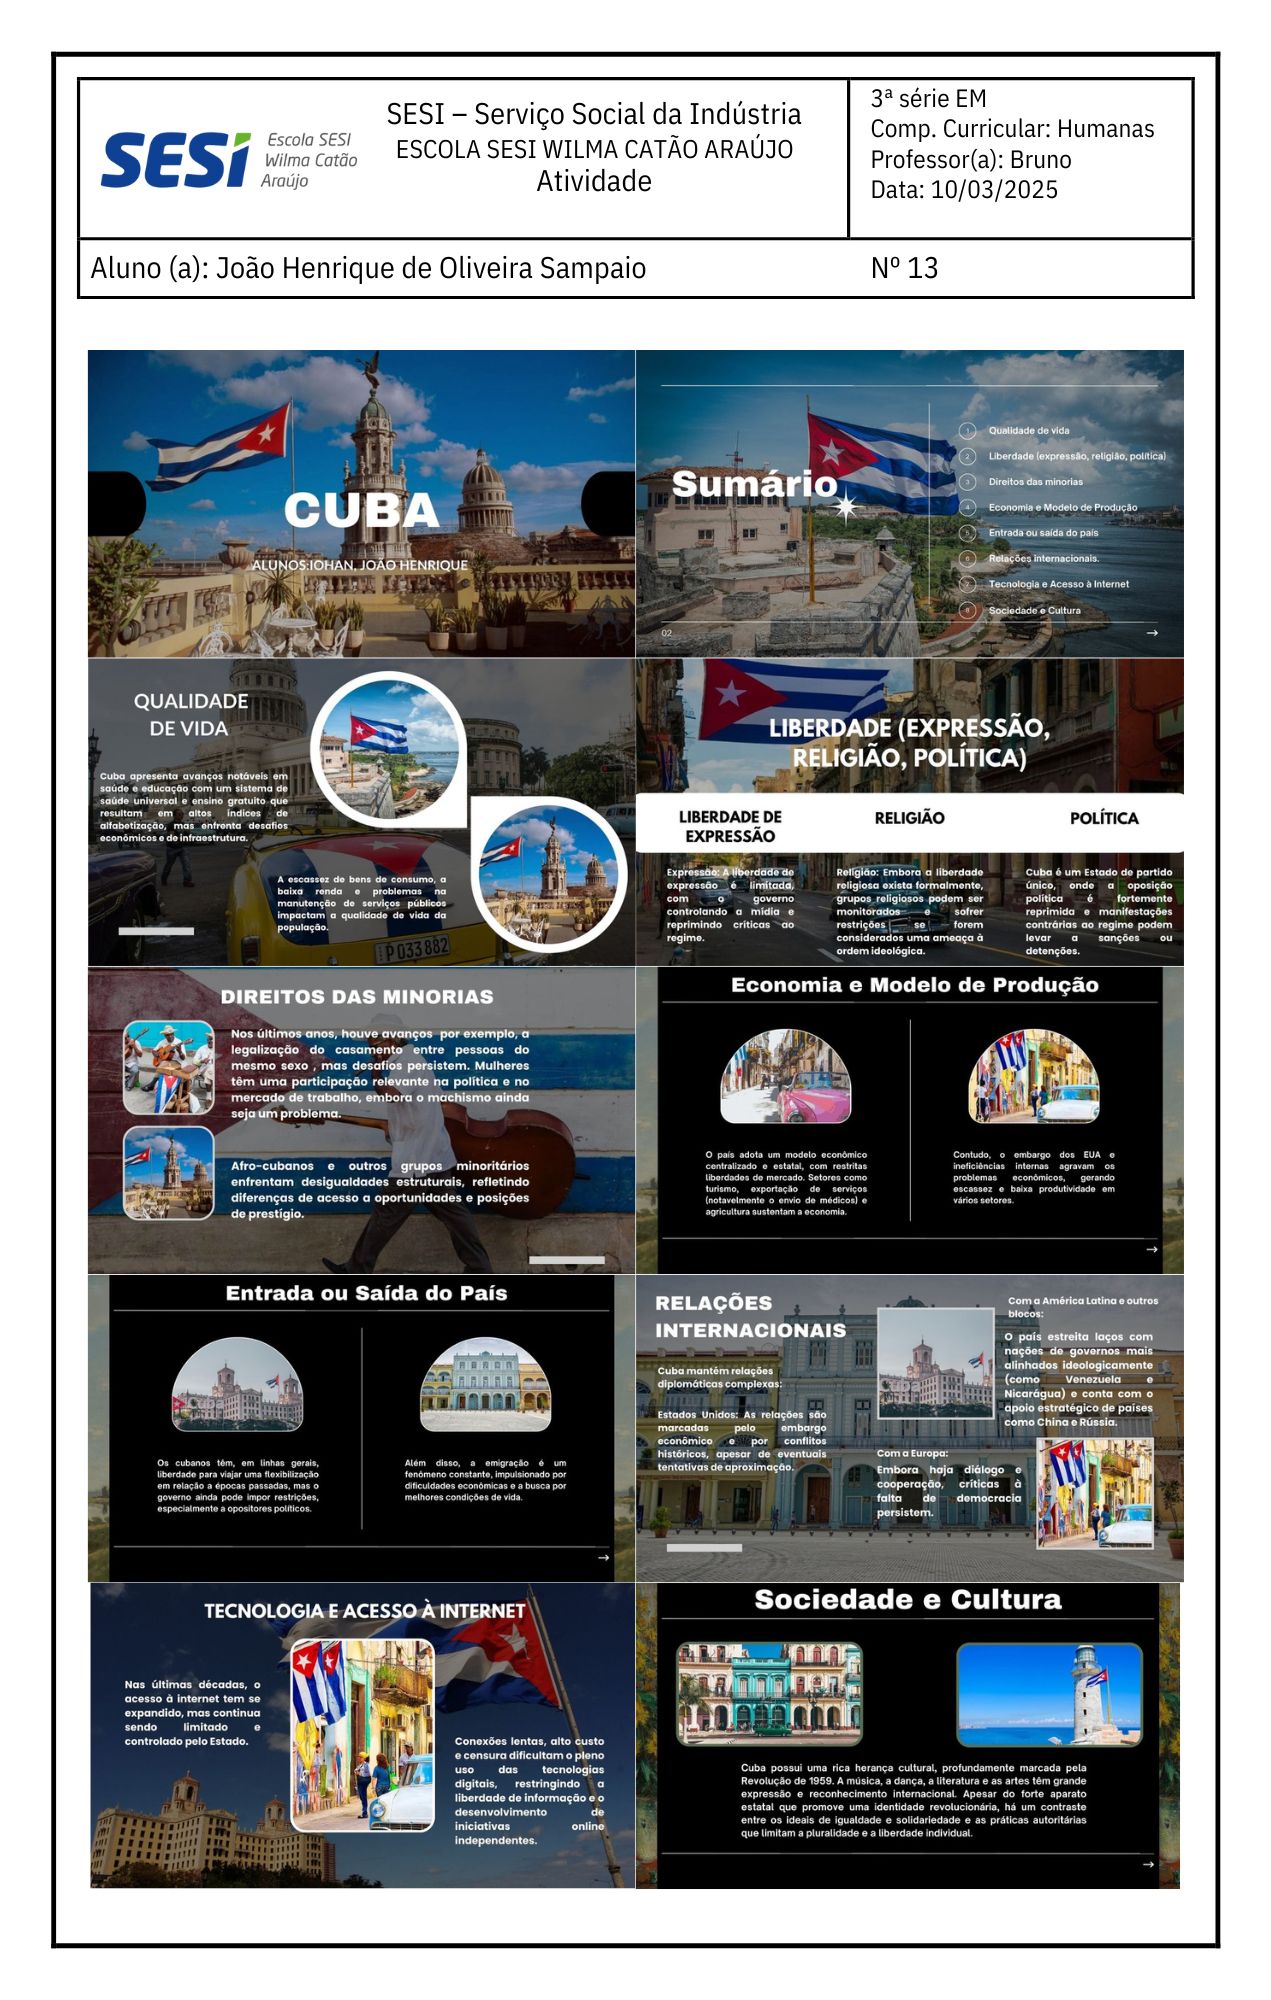 SESI
Escola SESI
Wilma Catão
Araújo
SESI – Serviço Social da Indústria
ESCOLA SESI WILMA CATÃO ARAÚJO
Atividade
3ª série EM
Comp. Curricular: Humanas
Professor(a): Bruno
Data: 10/03/2025
Aluno (a): João Henrique de Oliveira Sampaio
Nº 13
CUBA
ALUNOS:IOHAN, JOÃO HENRIQUE
Sumário
1 Qualidade de vida
2 Liberdade (expressão, religião, política)
3 Direitos das minorias
4 Economia e Modelo de Produção
5 Entrada ou saída do país
6 Relações internacionais.
7 Tecnologia e Acesso à Internet
8 Sociedade e Cultura
02
QUALIDADE
DE VIDA
Cuba apresenta avanços notáveis em
saúde e educação com um sistema de
saúde universal e ensino gratuito que
resultam em altos índices de
alfabetização, mas enfrenta desafios
econômicos e de infraestrutura.
A escassez de bens de consumo, a
baixa renda e problemas na
manutenção de serviços públicos
impactam a qualidade de vida da
população.
P 033 882
LIBERDADE (EXPRESSÃO,
RELIGIÃO, POLÍTICA)
LIBERDADE DE
EXPRESSÃO
RELIGIÃO
POLÍTICA
Expressão: A liberdade de
expressão é limitada,
com o governo
controlando a mídia e
reprimindo críticas ao
regime.
Religião: Embora a liberdade
religiosa exista formalmente,
grupos religiosos podem ser
monitorados e sofrer
restrições se forem
considerados uma ameaça à
ordem ideológica.
Cuba é um Estado de partido
único, onde a oposição
política é fortemente
reprimida e manifestações
contrárias ao regime podem
levar a sanções ou
detenções.
DIREITOS DAS MINORIAS
Nos últimos anos, houve avanços por exemplo, a
legalização do casamento entre pessoas do
mesmo sexo , mas desafios persistem. Mulheres
têm uma participação relevante na política e no
mercado de trabalho, embora o machismo ainda
seja um problema.
Afro-cubanos e outros grupos minoritários
enfrentam desigualdades estruturais, refletindo
diferenças de acesso a oportunidades e posições
de prestígio.
Economia e Modelo de Produção
O país adota um modelo econômico
centralizado e estatal, com restritas
liberdades de mercado. Setores como
turismo, exportação de serviços
(notavelmente o envio de médicos) e
agricultura sustentam a economia.
Contudo, o embargo dos EUA e
ineficiências internas agravam os
problemas econômicos, gerando
escassez e baixa produtividade em
vários setores.
Entrada ou Saída do País
Os cubanos têm, em linhas gerais,
liberdade para viajar uma flexibilização
em relação a épocas passadas, mas o
governo ainda pode impor restrições,
especialmente a opositores políticos.
Além disso, a emigração é um
fenômeno constante, impulsionado por
dificuldades econômicas e a busca por
melhores condições de vida.
RELAÇÕES
INTERNACIONAIS
Cuba mantém relações
diplomáticas complexas:
Estados Unidos: As relações são
marcadas pelo embargo
econômico e por conflitos
históricos, apesar de eventuais
tentativas de aproximação.
Com a Europa:
Embora haja diálogo e
cooperação, críticas à
falta de democracia
persistem.
Com a América Latina e outros
blocos:
O país estreita laços com
nações de governos mais
alinhados ideologicamente
(como Venezuela e
Nicarágua) e conta com o
apoio estratégico de países
como China e Rússia.
TECNOLOGIA E ACESSO À INTERNET
Nas últimas décadas, o
acesso à internet tem se
expandido, mas continua
sendo limitado e
controlado pelo Estado.
Conexões lentas, alto custo
e censura dificultam o pleno
uso das tecnologias
digitais, restringindo a
liberdade de informação e o
desenvolvimento de
iniciativas online
independentes.
Sociedade e Cultura
Cuba possui uma rica herança cultural, profundamente marcada pela
Revolução de 1959. A música, a dança, a literatura e as artes têm grande
expressão e reconhecimento internacional. Apesar do forte aparato
estatal que promove uma identidade revolucionária, há um contraste
entre os ideais de igualdade e solidariedade e as práticas autoritárias
que limitam a pluralidade e a liberdade individual.